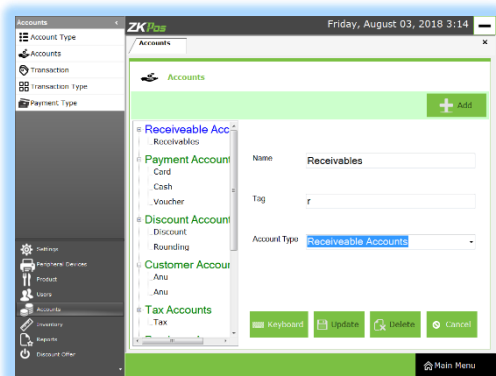 Accounts
Account Type
Accounts
Transaction
Transaction Type
Payment Type
Settings
Peripheral Devices
Product
Users
Accounts
Inventory
Reports
Discount Offer
ZKPos
Friday, August 03, 2018 3:14
Accounts
Accounts
Add
Receiveable Acc
Receivables
Payment Account
Card
Cash
Voucher
Discount Account
Discount
Rounding
Customer Accour
Anu
Anu
Tax Accounts
Tax
Name
Receivables
Tag
r
Account Type
Receiveable Accounts
Keyboard
Update
Delete
Cancel
Main Menu